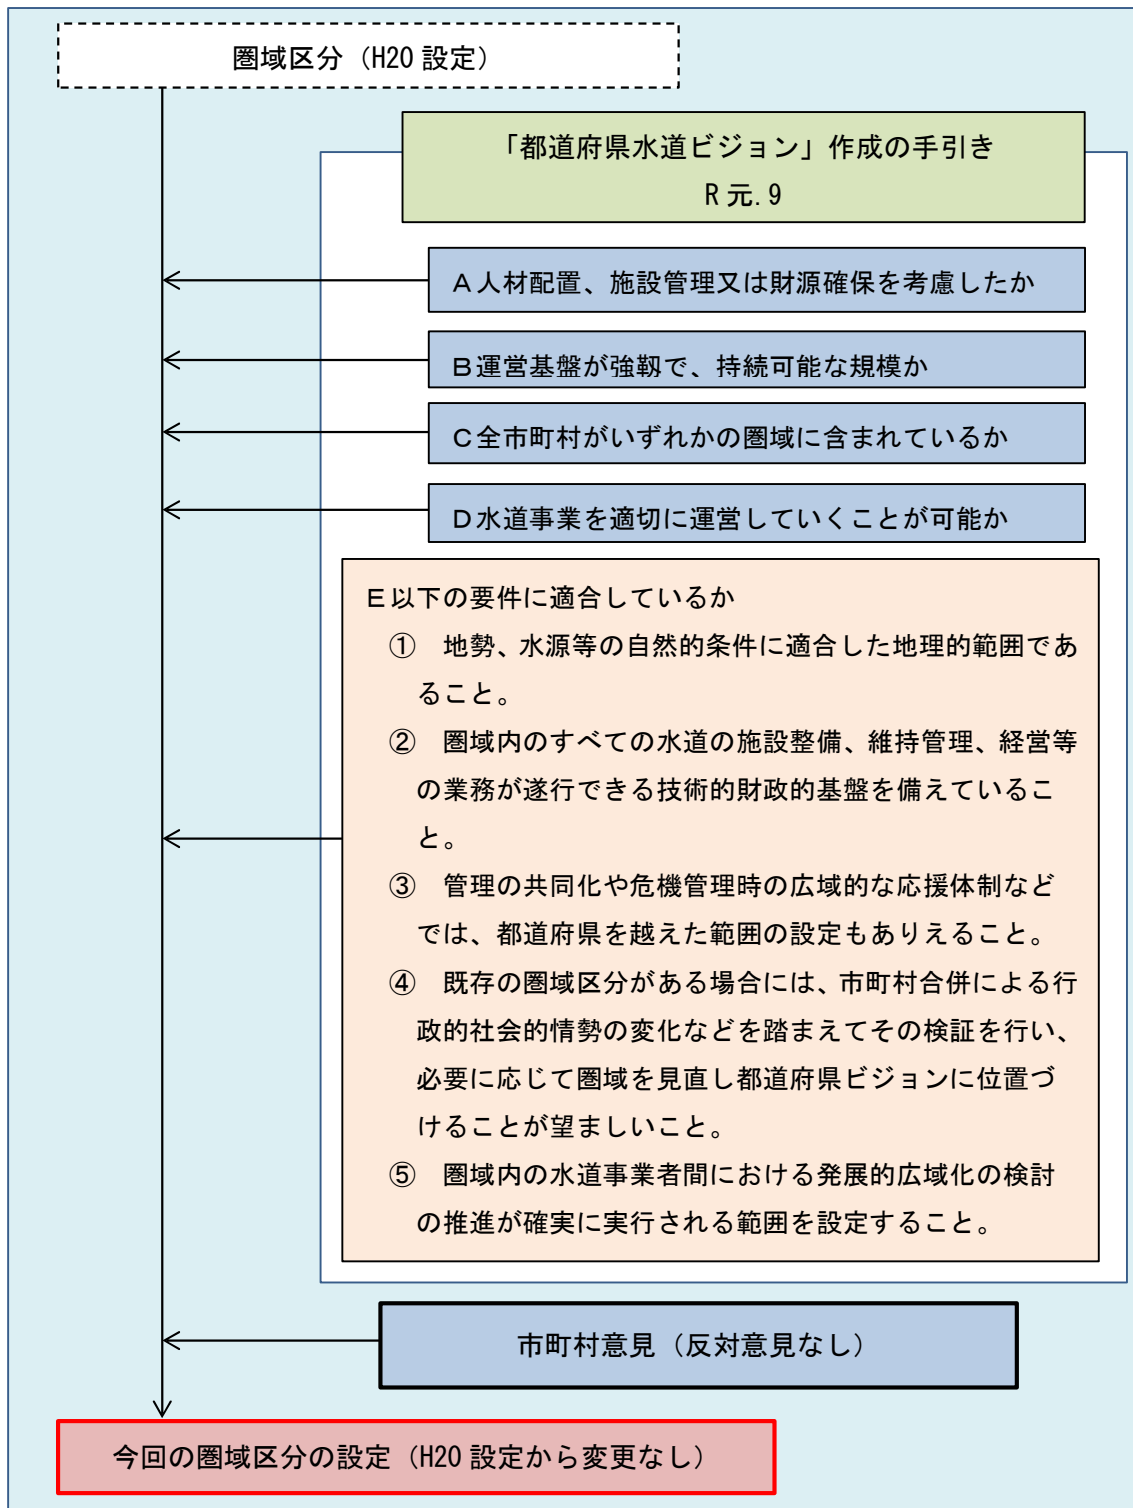 圏域区分（H20 設定）
「都道府県水道ビジョン」作成の手引き
R 元. 9
A人材配置、施設管理又は財源確保を考慮したか
B運営基盤が強靱で、持続可能な規模か
C全市町村がいずれかの圏域に含まれているか
D水道事業を適切に運営していくことが可能か
E以下の要件に適合しているか
① 地勢、水源等の自然的条件に適合した地理的範囲であ
ること。
② 圏域内のすべての水道の施設整備、維持管理、経営等
の業務が遂行できる技術的財政的基盤を備えているこ
と。
③ 管理の共同化や危機管理時の広域的な応援体制など
では、都道府県を越えた範囲の設定もありえること。
④ 既存の圏域区分がある場合には、市町村合併による行
政的社会的情勢の変化などを踏まえてその検証を行い、
必要に応じて圏域を見直し都道府県ビジョンに位置づ
けることが望ましいこと。
⑤ 圏域内の水道事業者間における発展的広域化の検討
の推進が確実に実行される範囲を設定すること。
市町村意見（反対意見なし）
今回の圏域区分の設定（H20 設定から変更なし）